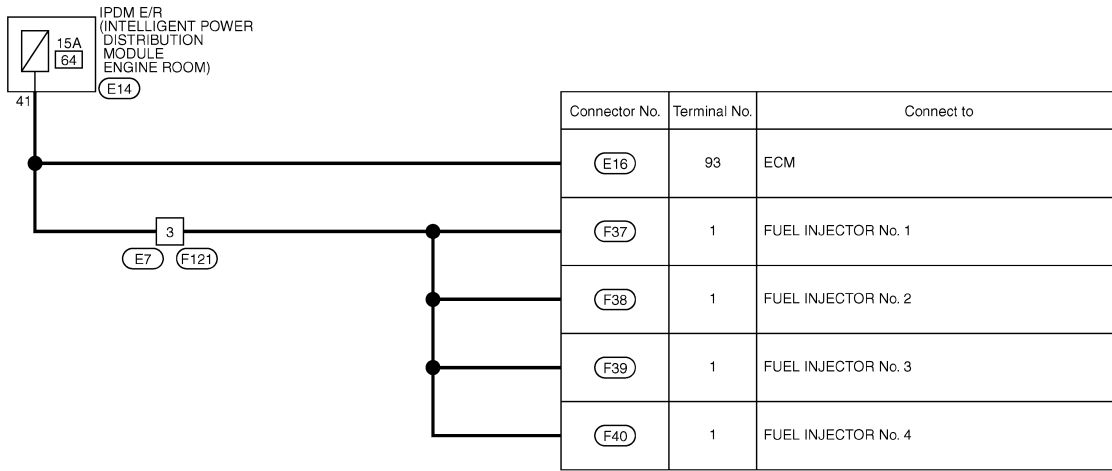 IPDM E/R
(INTELLIGENT POWER
DISTRIBUTION
MODULE
ENGINE ROOM)
15A
64
E14
41
Connector No. Terminal No. Connect to
E16 93 ECM
F37 1 FUEL INJECTOR No. 1
3
E7 F121
F38 1 FUEL INJECTOR No. 2
F39 1 FUEL INJECTOR No. 3
F40 1 FUEL INJECTOR No. 4